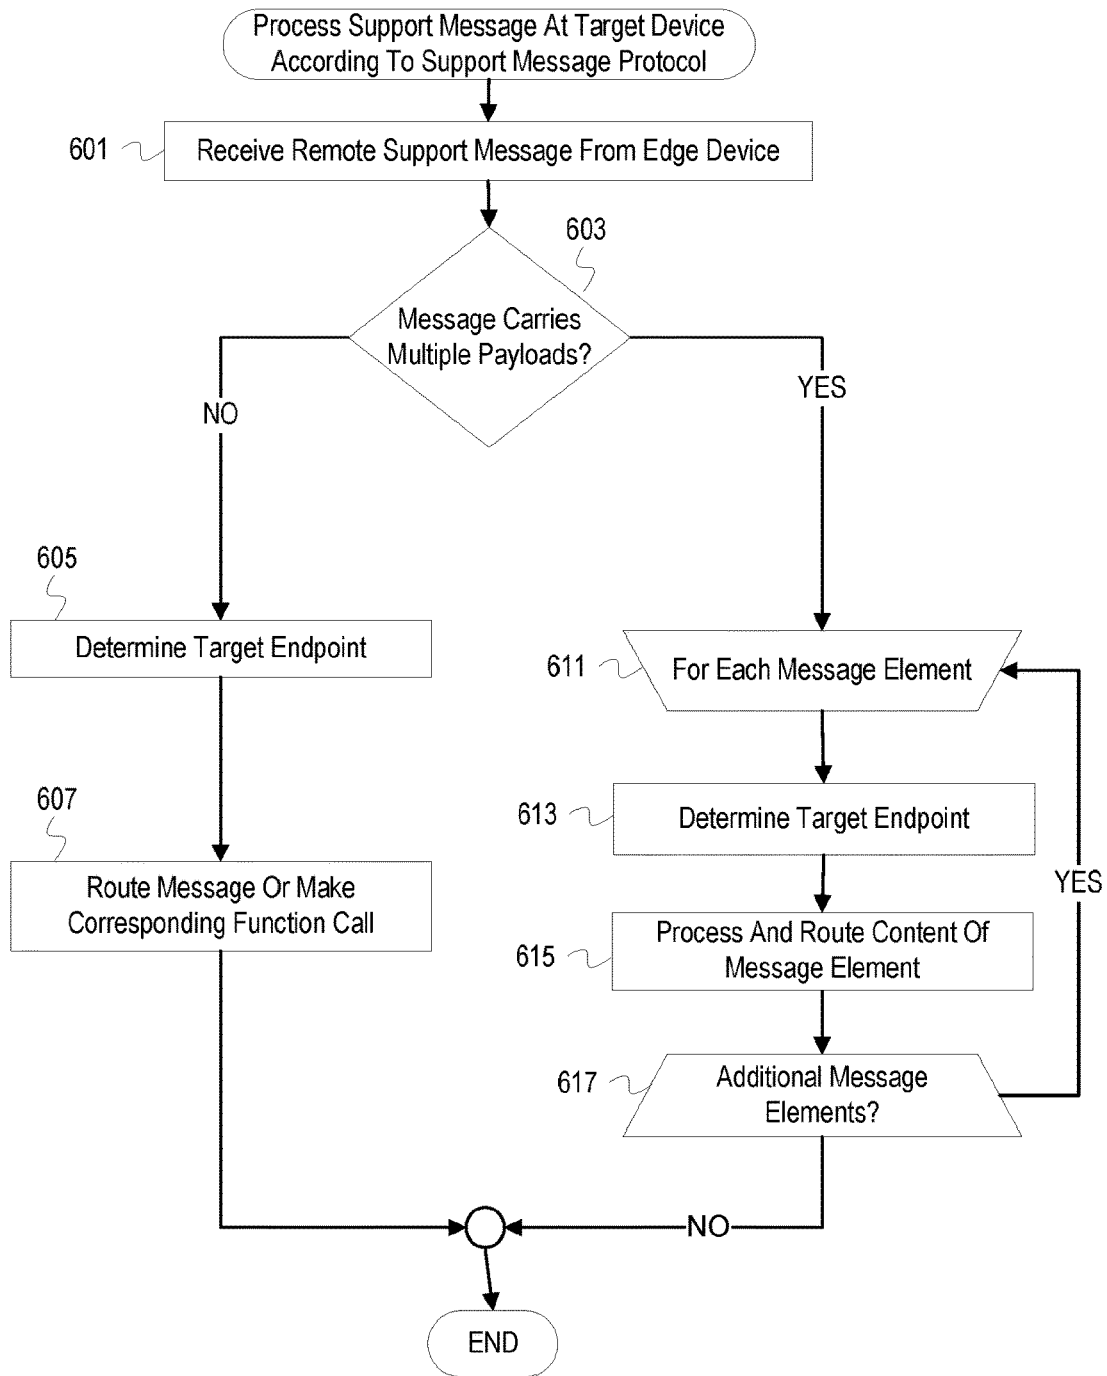 Process Support Message At Target Device
According To Support Message Protocol
601
Receive Remote Support Message From Edge Device
603
Message Carries
Multiple Payloads?
NO
YES
605
Determine Target Endpoint
611
For Each Message Element
607
Route Message Or Make
Corresponding Function Call
613
Determine Target Endpoint
YES
615
Process And Route Content Of
Message Element
617
Additional Message
Elements?
NO
END